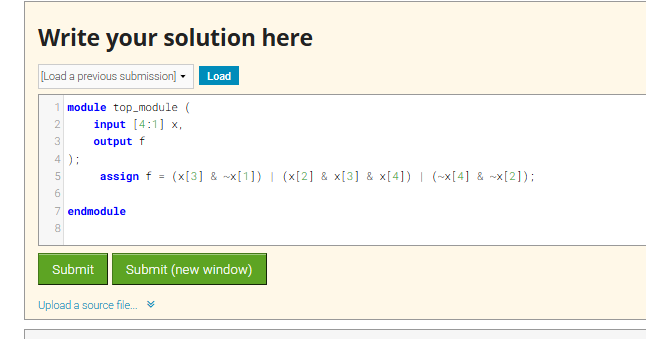 Write your solution here
[Load a previous submission] Load
1 module top_module (
2 input [4:1] x,
3 output f
4 );
5 assign f = (x[3] & ~x[1]) | (x[2] & x[3] & x[4]) | (~x[4] & ~x[2]);
6
7 endmodule
8
Submit Submit (new window)
Upload a source file...